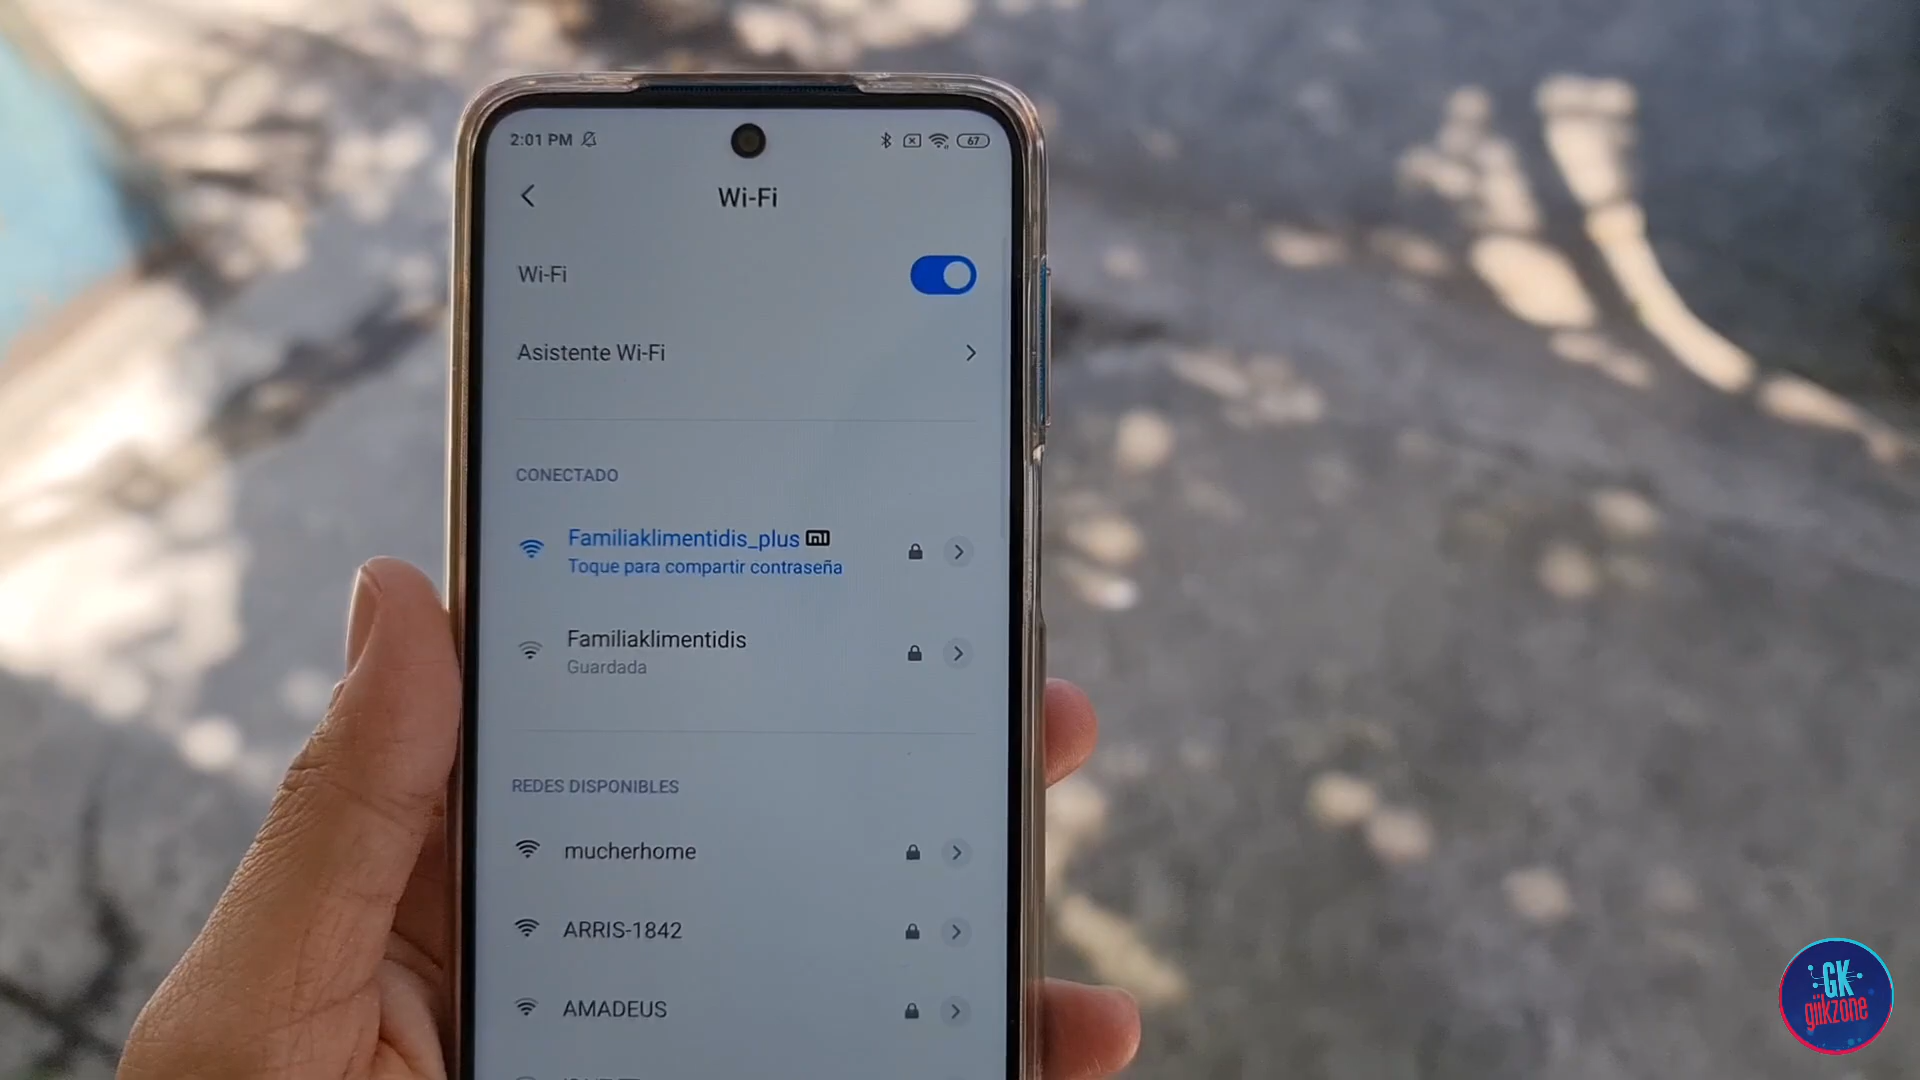 2:01 PM
67
Wi-Fi
Wi-Fi
Asistente Wi-Fi
CONECTADO
Familiaklimentidis_plus
Toque para compartir contraseña
Familiaklimentidis
Guardada
REDES DISPONIBLES
mucherhome
ARRIS-1842
AMADEUS
GK
giikzone